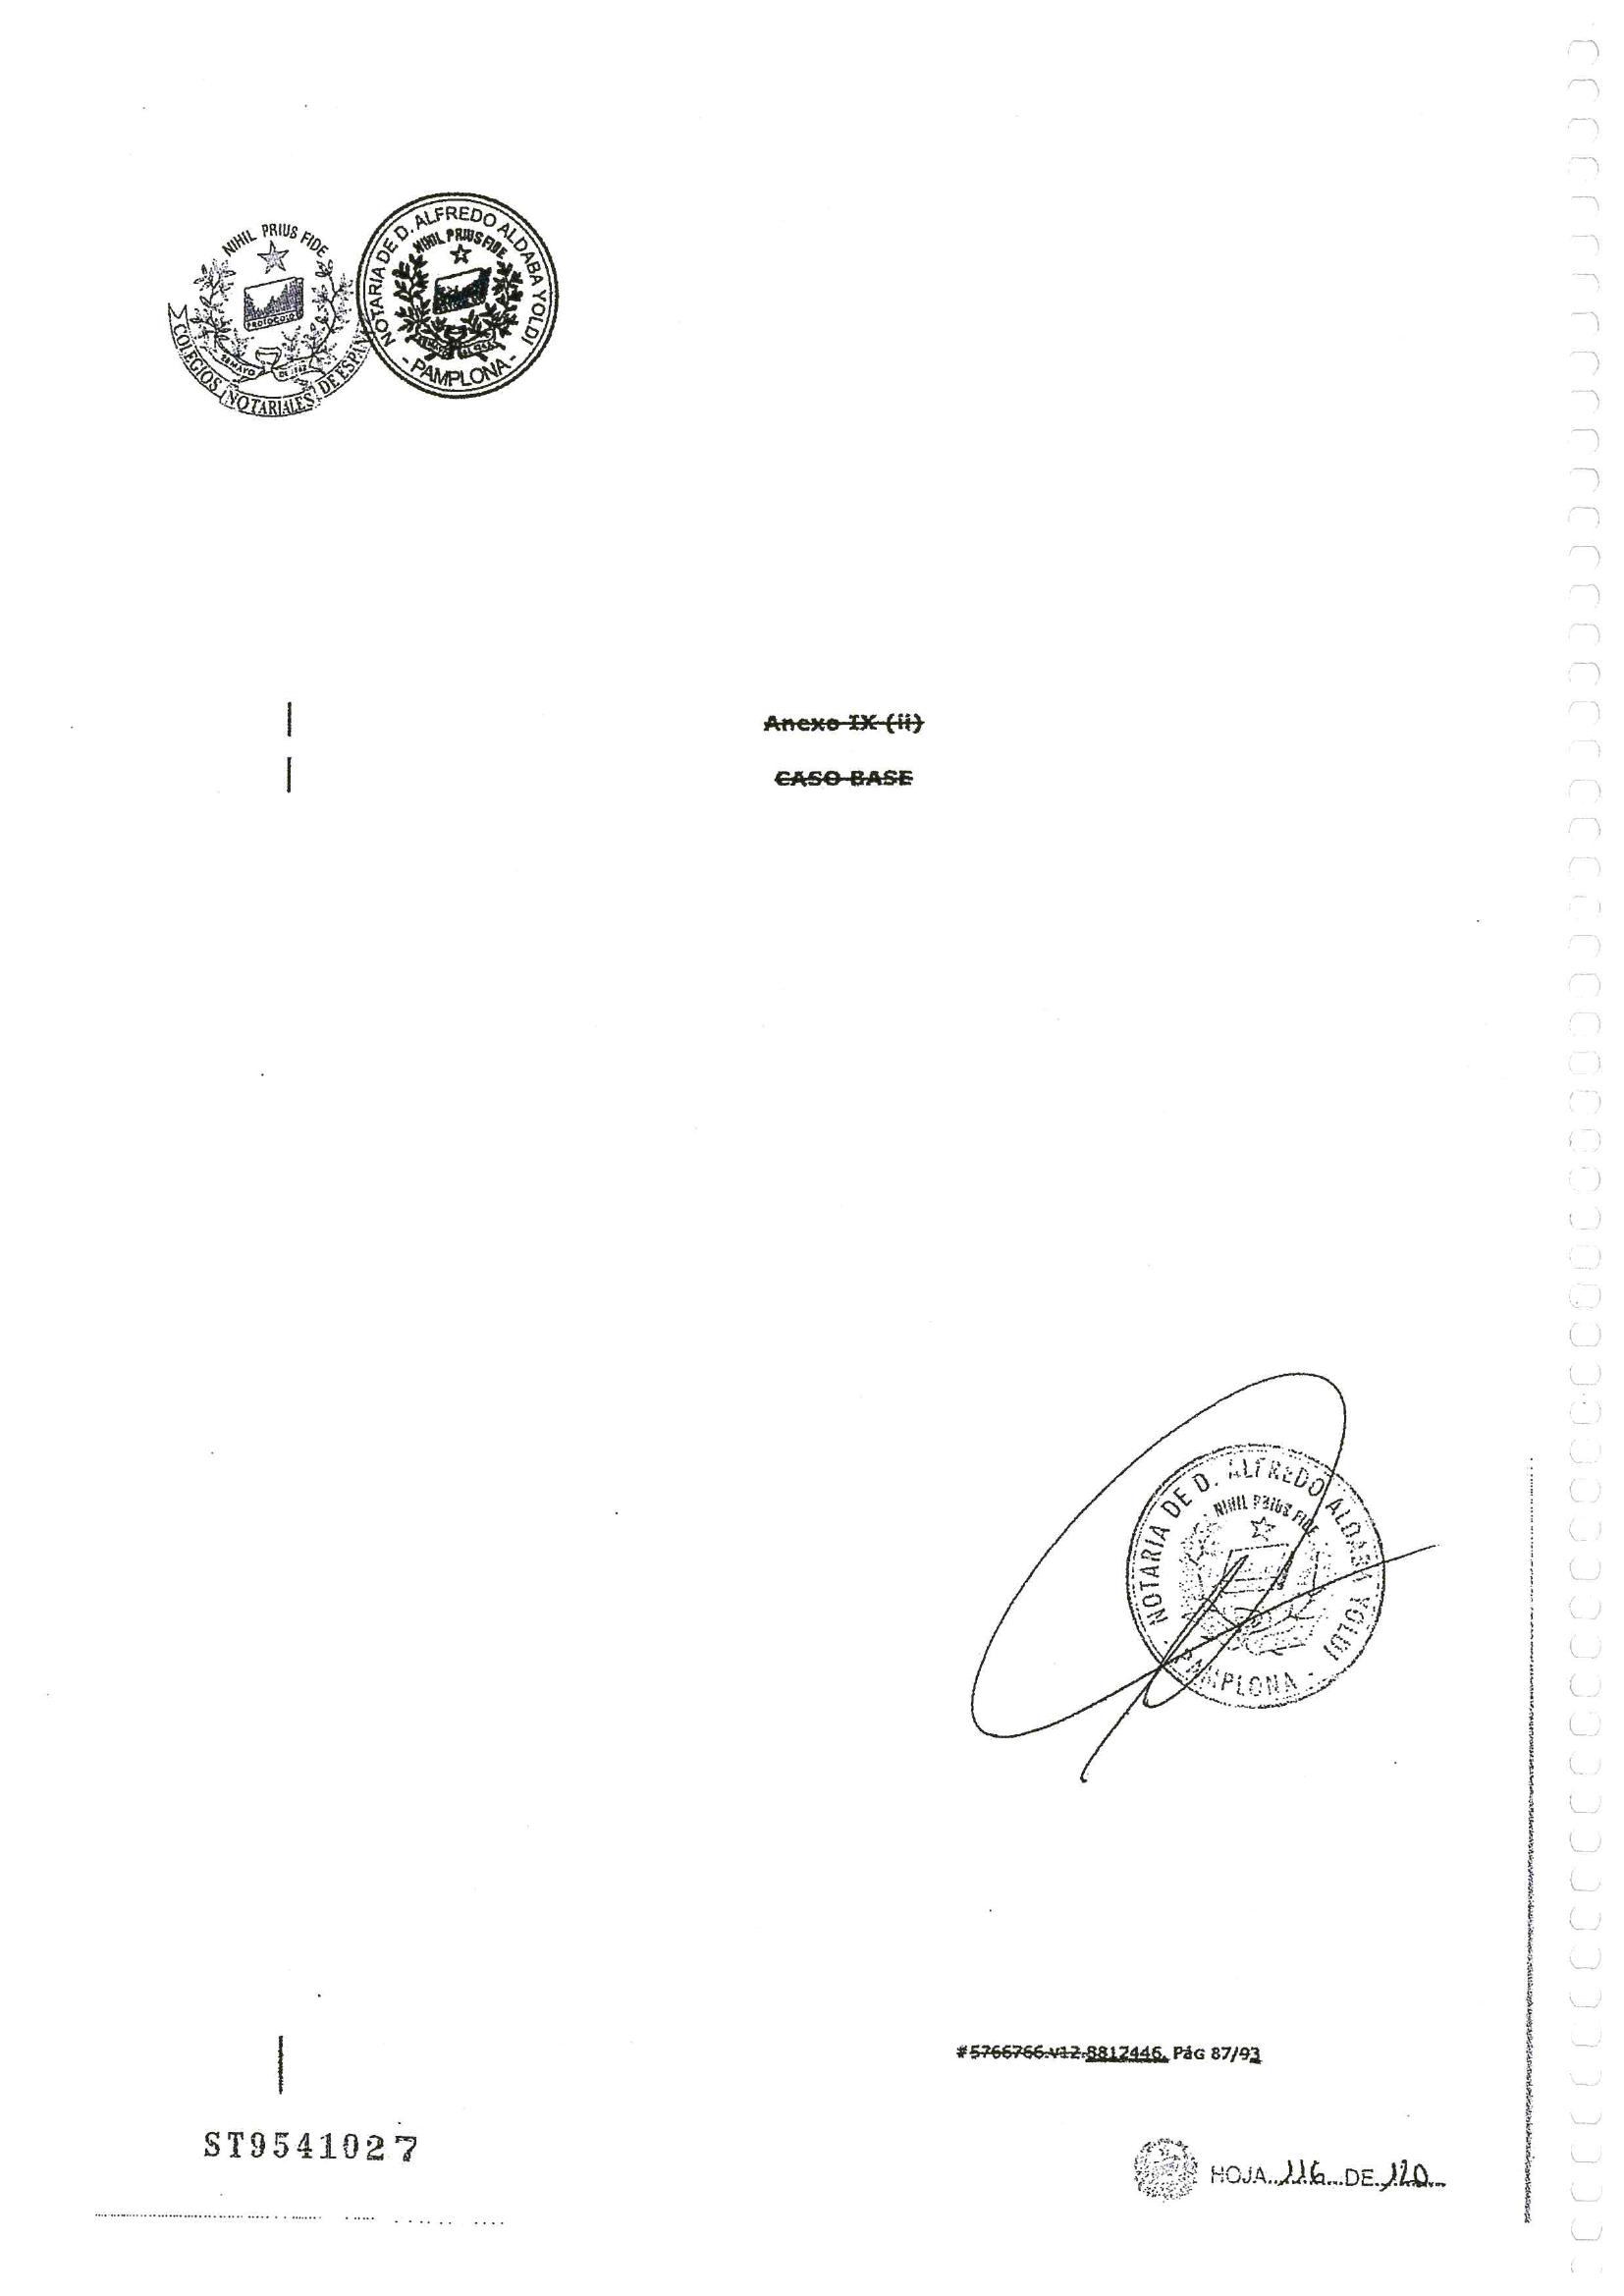 NIHIL PRIUS FIDE
PROTOCOLO
28 MAYO DE 1862
COLEGIOS NOTARIALES DE ESPAÑ
NOTARIA DE D. ALFREDO ALDABA YOLDI
NIHIL PRIUS FIDE
- PAMPLONA -
Anexo IX (ii)
CASO BASE
NOTARIA DE D. ALFREDO ALDABA YOLDI
NIHIL PRIUS FIDE
- PAMPLONA -
#5766766.v12.8812446. PáG 87/93
ST9541027
HOJA 116 DE 120